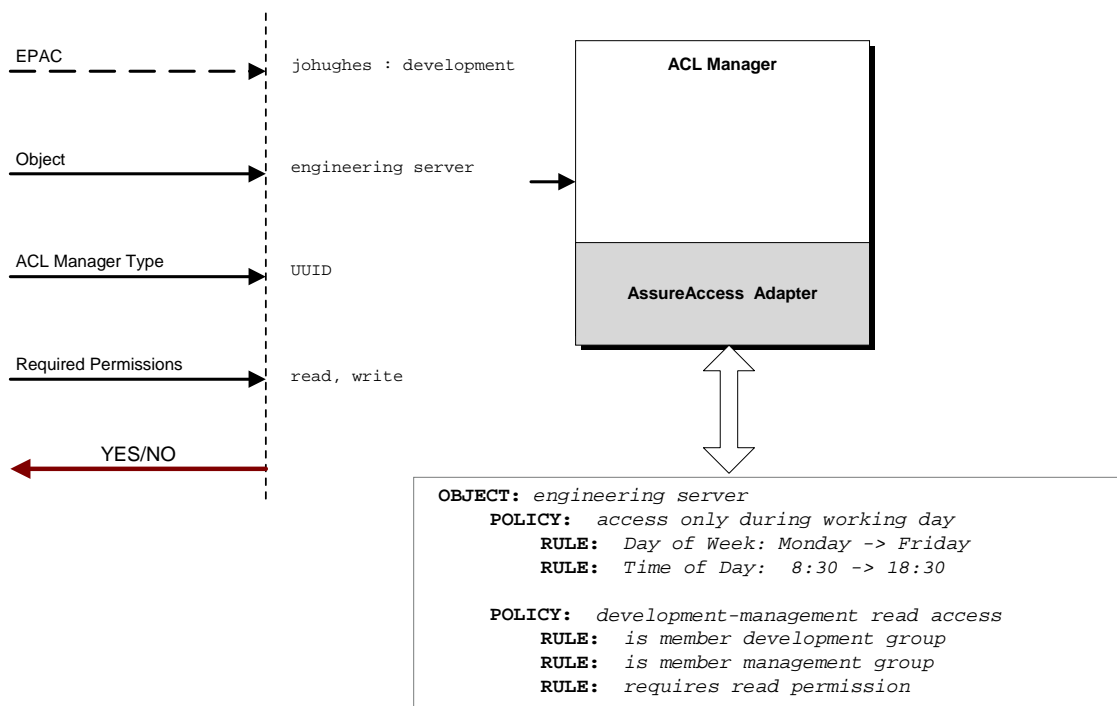 EPAC
johughes : development
ACL Manager
Object
engineering server
ACL Manager Type
UUID
AssureAccess Adapter
Required Permissions
read, write
YES/NO
OBJECT: engineering server
POLICY: access only during working day
RULE: Day of Week: Monday -> Friday
RULE: Time of Day: 8:30 -> 18:30
POLICY: development-management read access
RULE: is member development group
RULE: is member management group
RULE: requires read permission